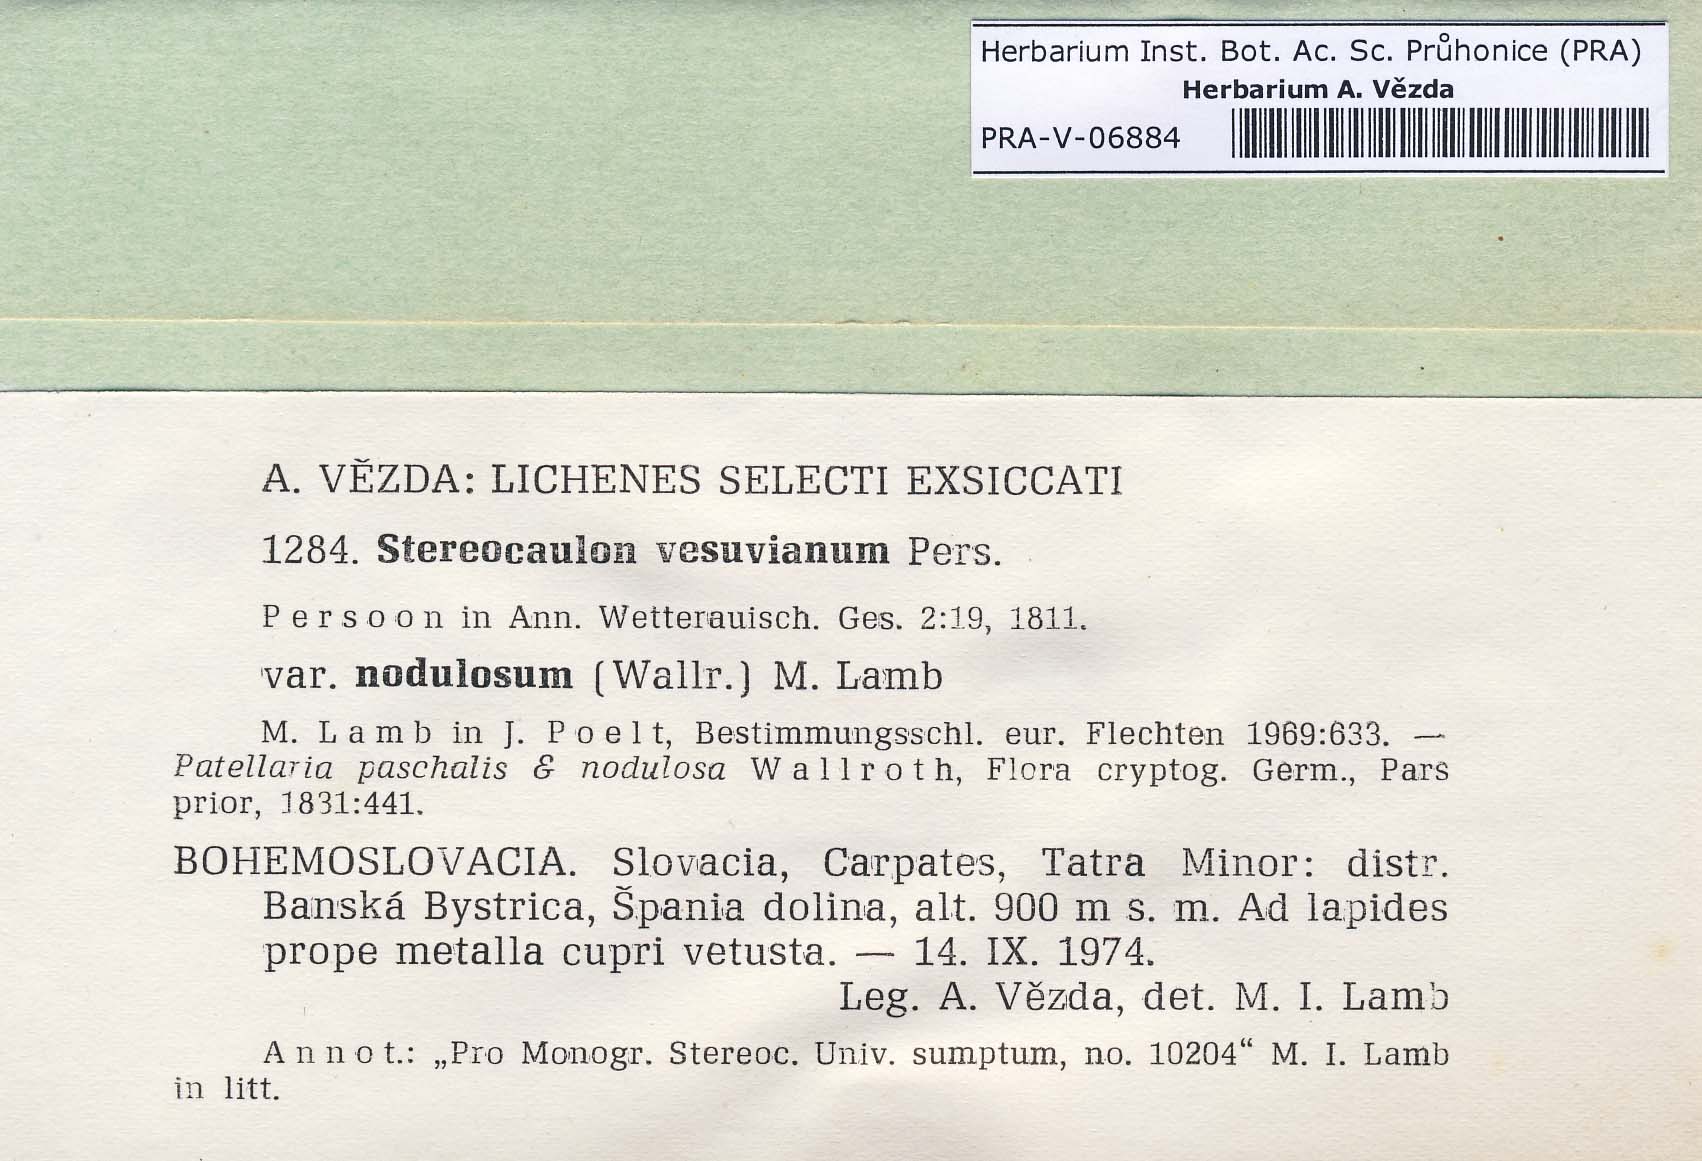 Herbarium Inst. Bot. Ac. Sc. Průhonice (PRA)
Herbarium A. Vězda
PRA-V-06884
A. VĚZDA: LICHENES SELECTI EXSICCATI
1284. Stereocaulon vesuvianum Pers.
Persoon in Ann. Wetterauisch. Ges. 2:19, 1811.
var. nodulosum (Wallr.) M. Lamb
M. Lamb in J. Poelt, Bestimmungsschl. eur. Flechten 1969:633. —
Patellaria paschalis & nodulosa Wallroth, Flora cryptog. Germ., Pars
prior, 1831:441.
BOHEMOSLOVACIA. Slovacia, Carpates, Tatra Minor: distr.
Banská Bystrica, Špania dolina, alt. 900 m s. m. Ad lapides
prope metalla cupri vetusta. — 14. IX. 1974.
Leg. A. Vězda, det. M. I. Lamb
Annot.: „Pro Monogr. Stereoc. Univ. sumptum, no. 10204“ M. I. Lamb
in litt.